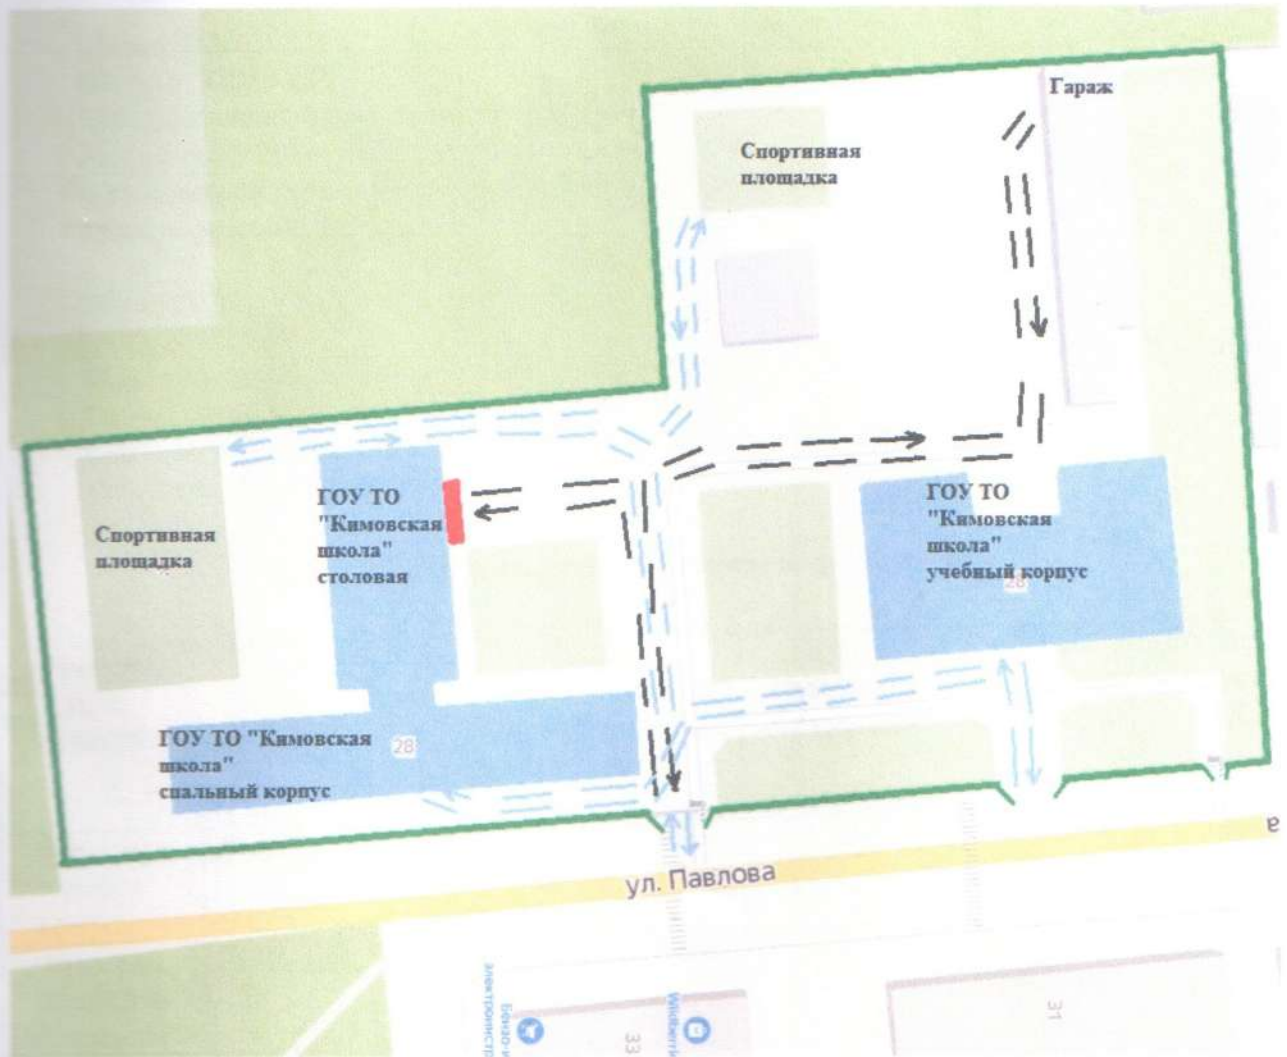 Гараж
Спортивная
площадка
ГОУ ТО
"Кимовская
школа"
столовая
ГОУ ТО
"Кимовская
школа"
учебный корпус
28
Спортивная
площадка
ГОУ ТО "Кимовская
школа"
спальный корпус
28
ул. Павлова
а
33
31